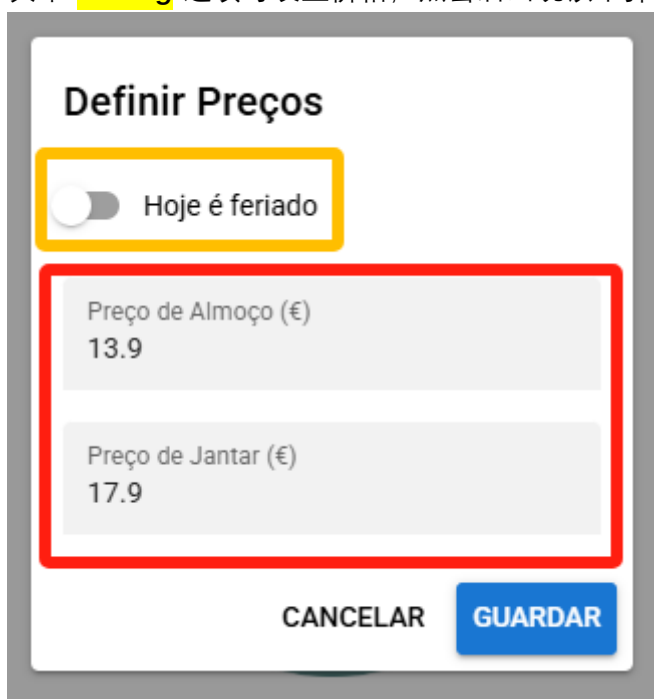 Definir Preços
Hoje é feriado
Preço de Almoço (€)
13.9
Preço de Jantar (€)
17.9
CANCELAR
GUARDAR